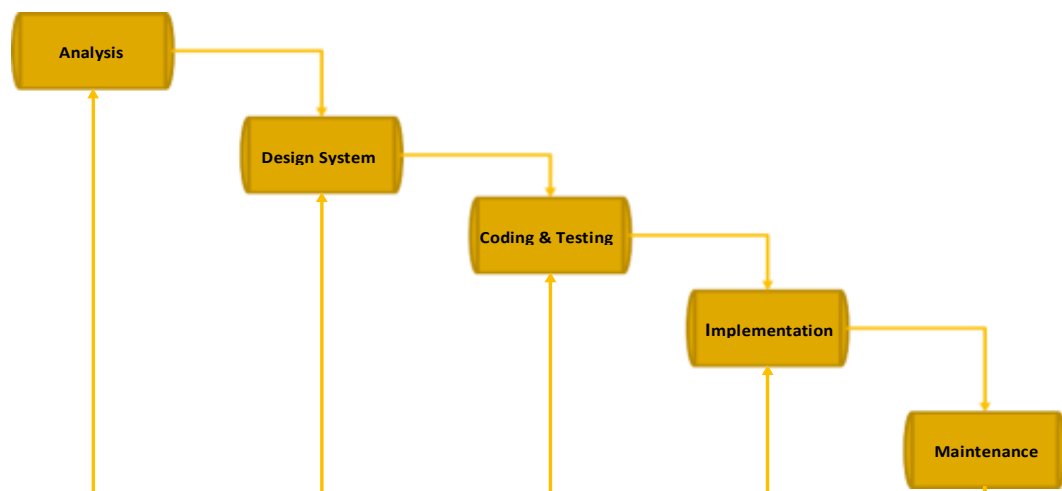 Analysis
Design System
Coding & Testing
Implementation
Maintenance